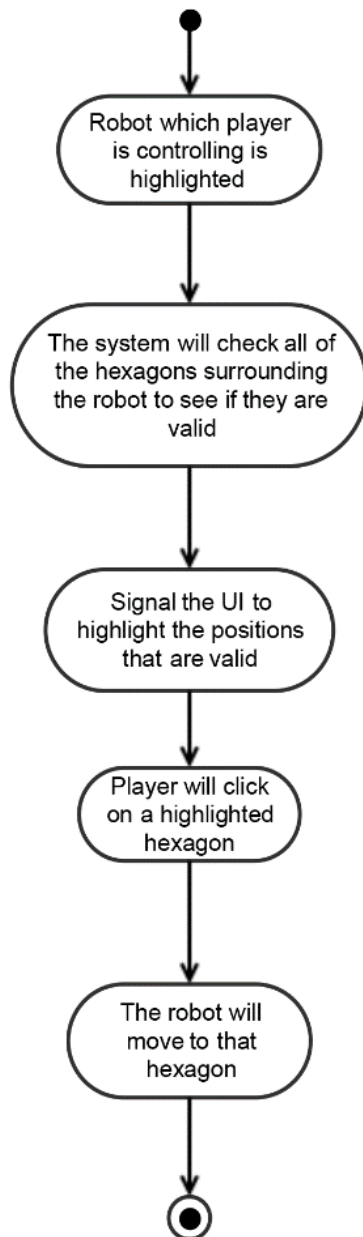 Robot which player
is controlling is
highlighted
The system will check all of
the hexagons surrounding
the robot to see if they are
valid
Signal the UI to
highlight the positions
that are valid
Player will click
on a highlighted
hexagon
The robot will
move to that
hexagon